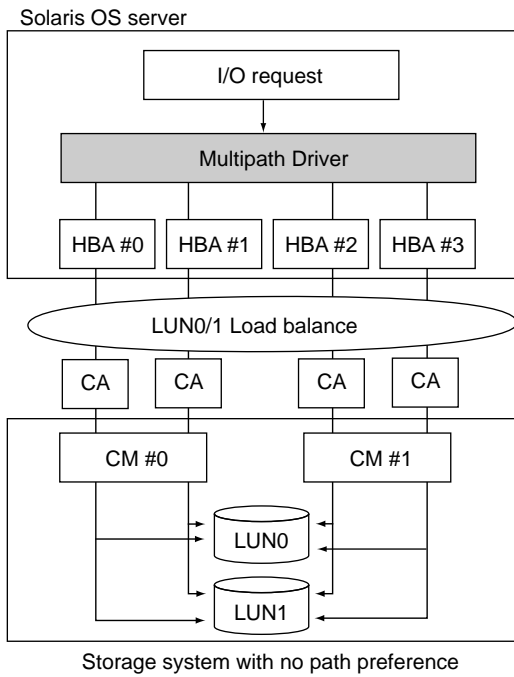 Solaris OS server
I/O request
Multipath Driver
HBA #0
HBA #1
HBA #2
HBA #3
LUN0/1 Load balance
CA
CA
CA
CA
CM #0
CM #1
LUN0
LUN1
Storage system with no path preference